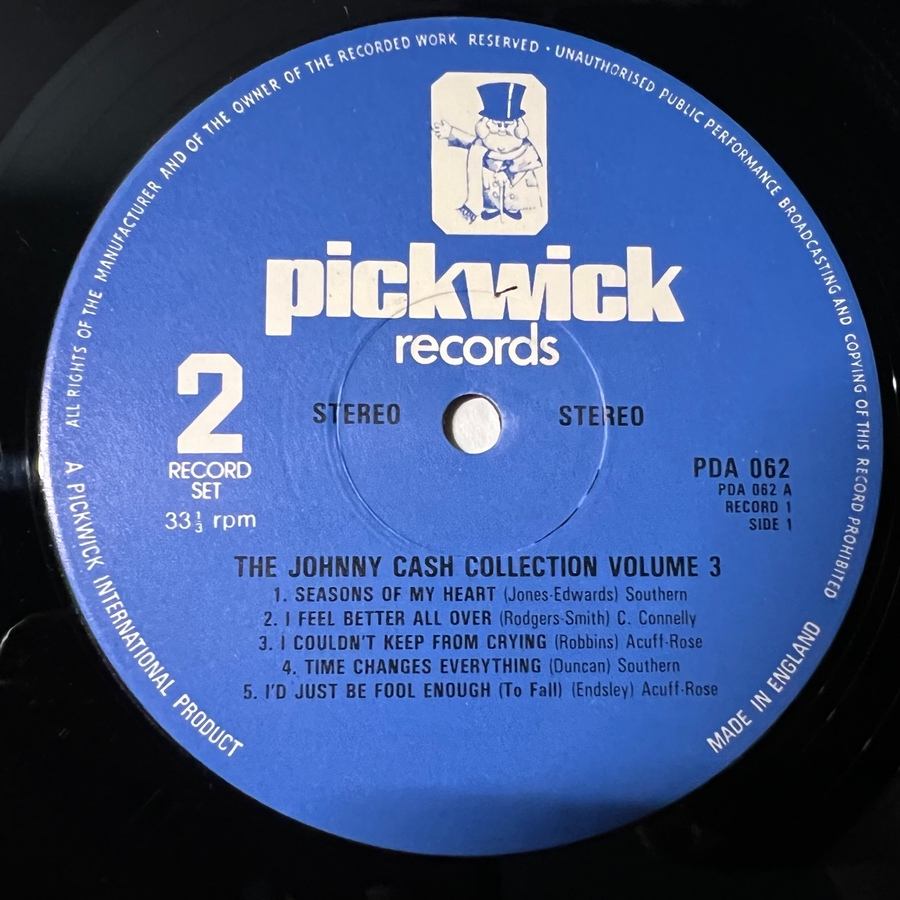 ALL RIGHTS OF THE MANUFACTURER AND OF THE OWNER OF THE RECORDED WORK RESERVED • UNAUTHORISED PUBLIC PERFORMANCE BROADCASTING AND COPYING OF THIS RECORD PROHIBITED
pickwick
records
2
RECORD
SET
33⅓ rpm
STEREO STEREO
PDA 062
PDA 062 A
RECORD 1
SIDE 1
THE JOHNNY CASH COLLECTION VOLUME 3
1. SEASONS OF MY HEART (Jones-Edwards) Southern
2. I FEEL BETTER ALL OVER (Rodgers-Smith) C. Connelly
3. I COULDN'T KEEP FROM CRYING (Robbins) Acuff-Rose
4. TIME CHANGES EVERYTHING (Duncan) Southern
5. I'D JUST BE FOOL ENOUGH (To Fall) (Endsley) Acuff-Rose
A PICKWICK INTERNATIONAL PRODUCT
MADE IN ENGLAND